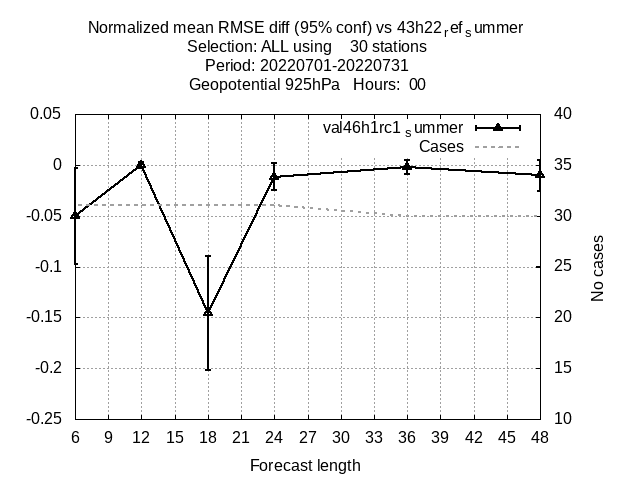 Normalized mean RMSE diff (95% conf) vs 43h22refsummer
Selection: ALL using 30 stations
Period: 20220701-20220731
Geopotential 925hPa Hours: 00
0.05 40
val46h1rc1 summer
Cases
0 35
-0.05 30
-0.1 25
-0.15 20
-0.2 15
-0.25 10
No cases
6 9 12 15 18 21 24 27 30 33 36 39 42 45 48
Forecast length